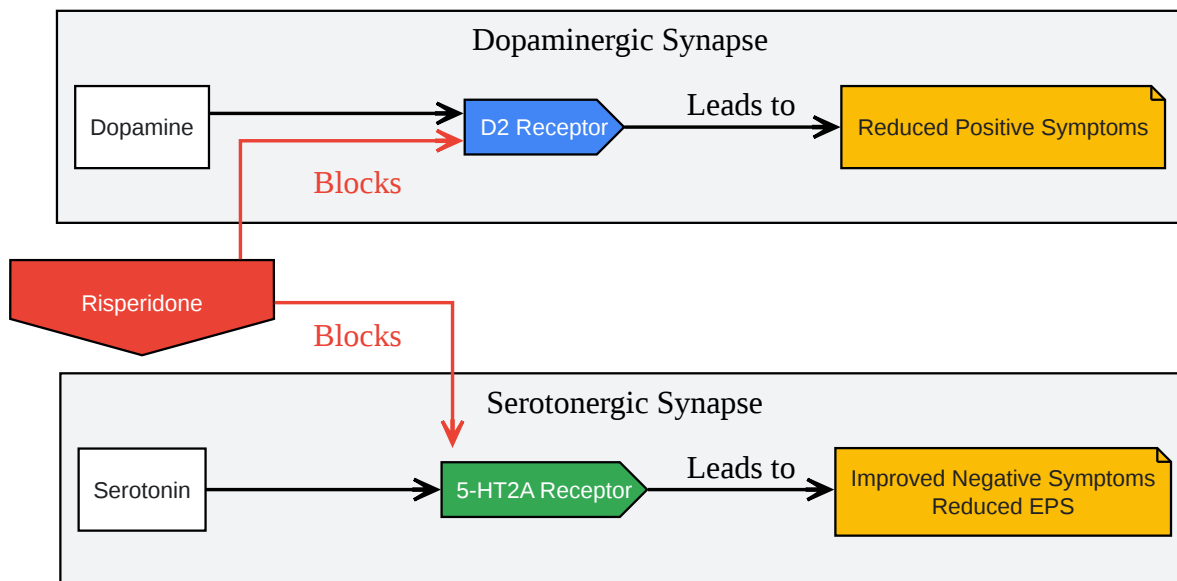 Dopaminergic Synapse
Dopamine
D2 Receptor
Leads to
Reduced Positive Symptoms
Blocks
Risperidone
Blocks
Serotonergic Synapse
Serotonin
5-HT2A Receptor
Leads to
Improved Negative Symptoms
Reduced EPS